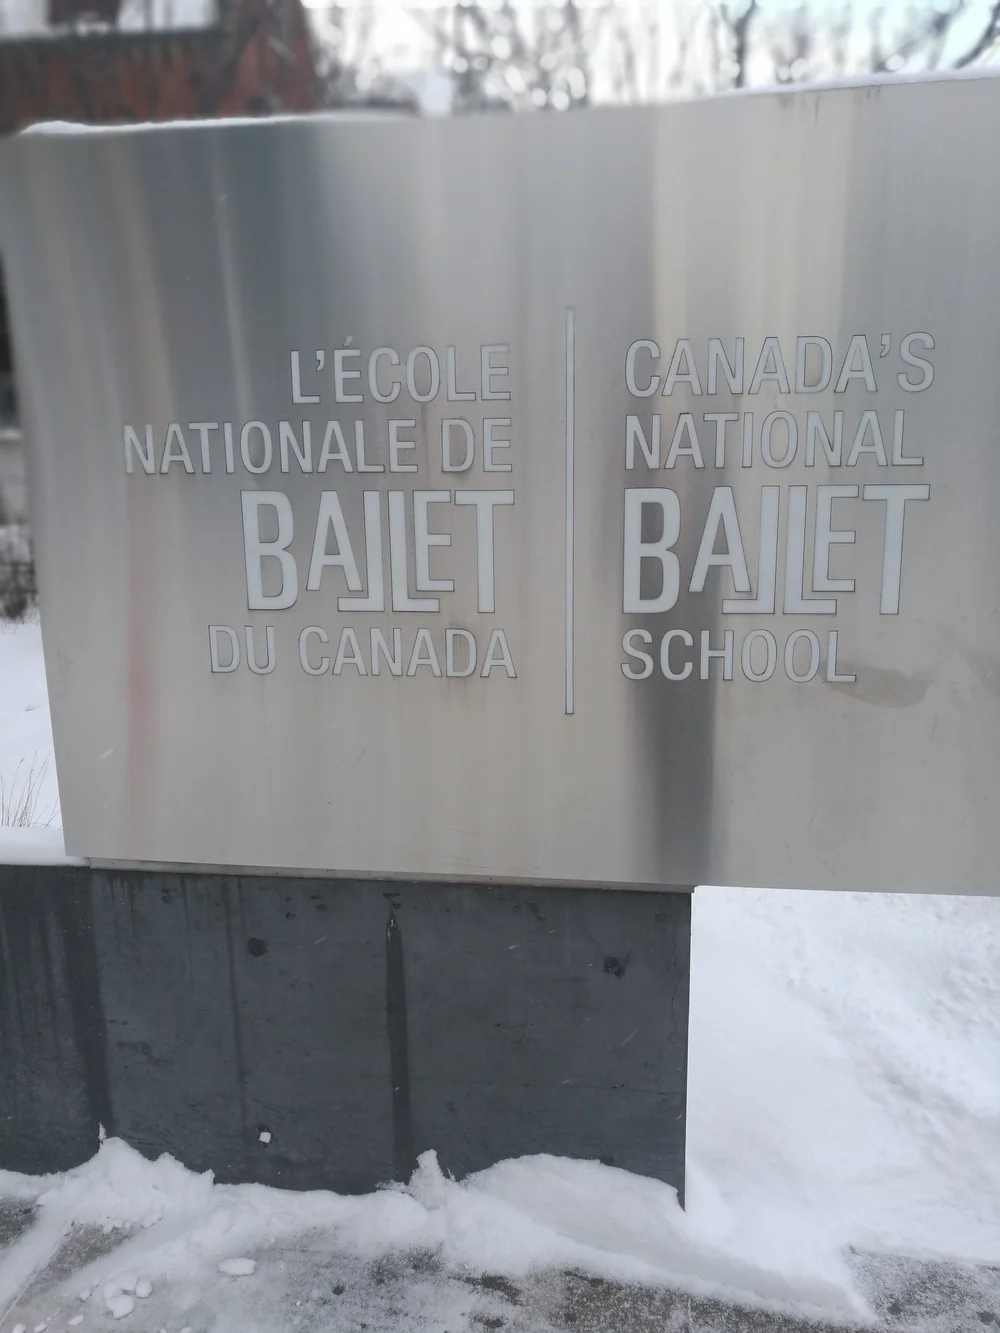 L'ÉCOLE
NATIONALE DE
BALLET
DU CANADA
CANADA'S
NATIONAL
BALLET
SCHOOL